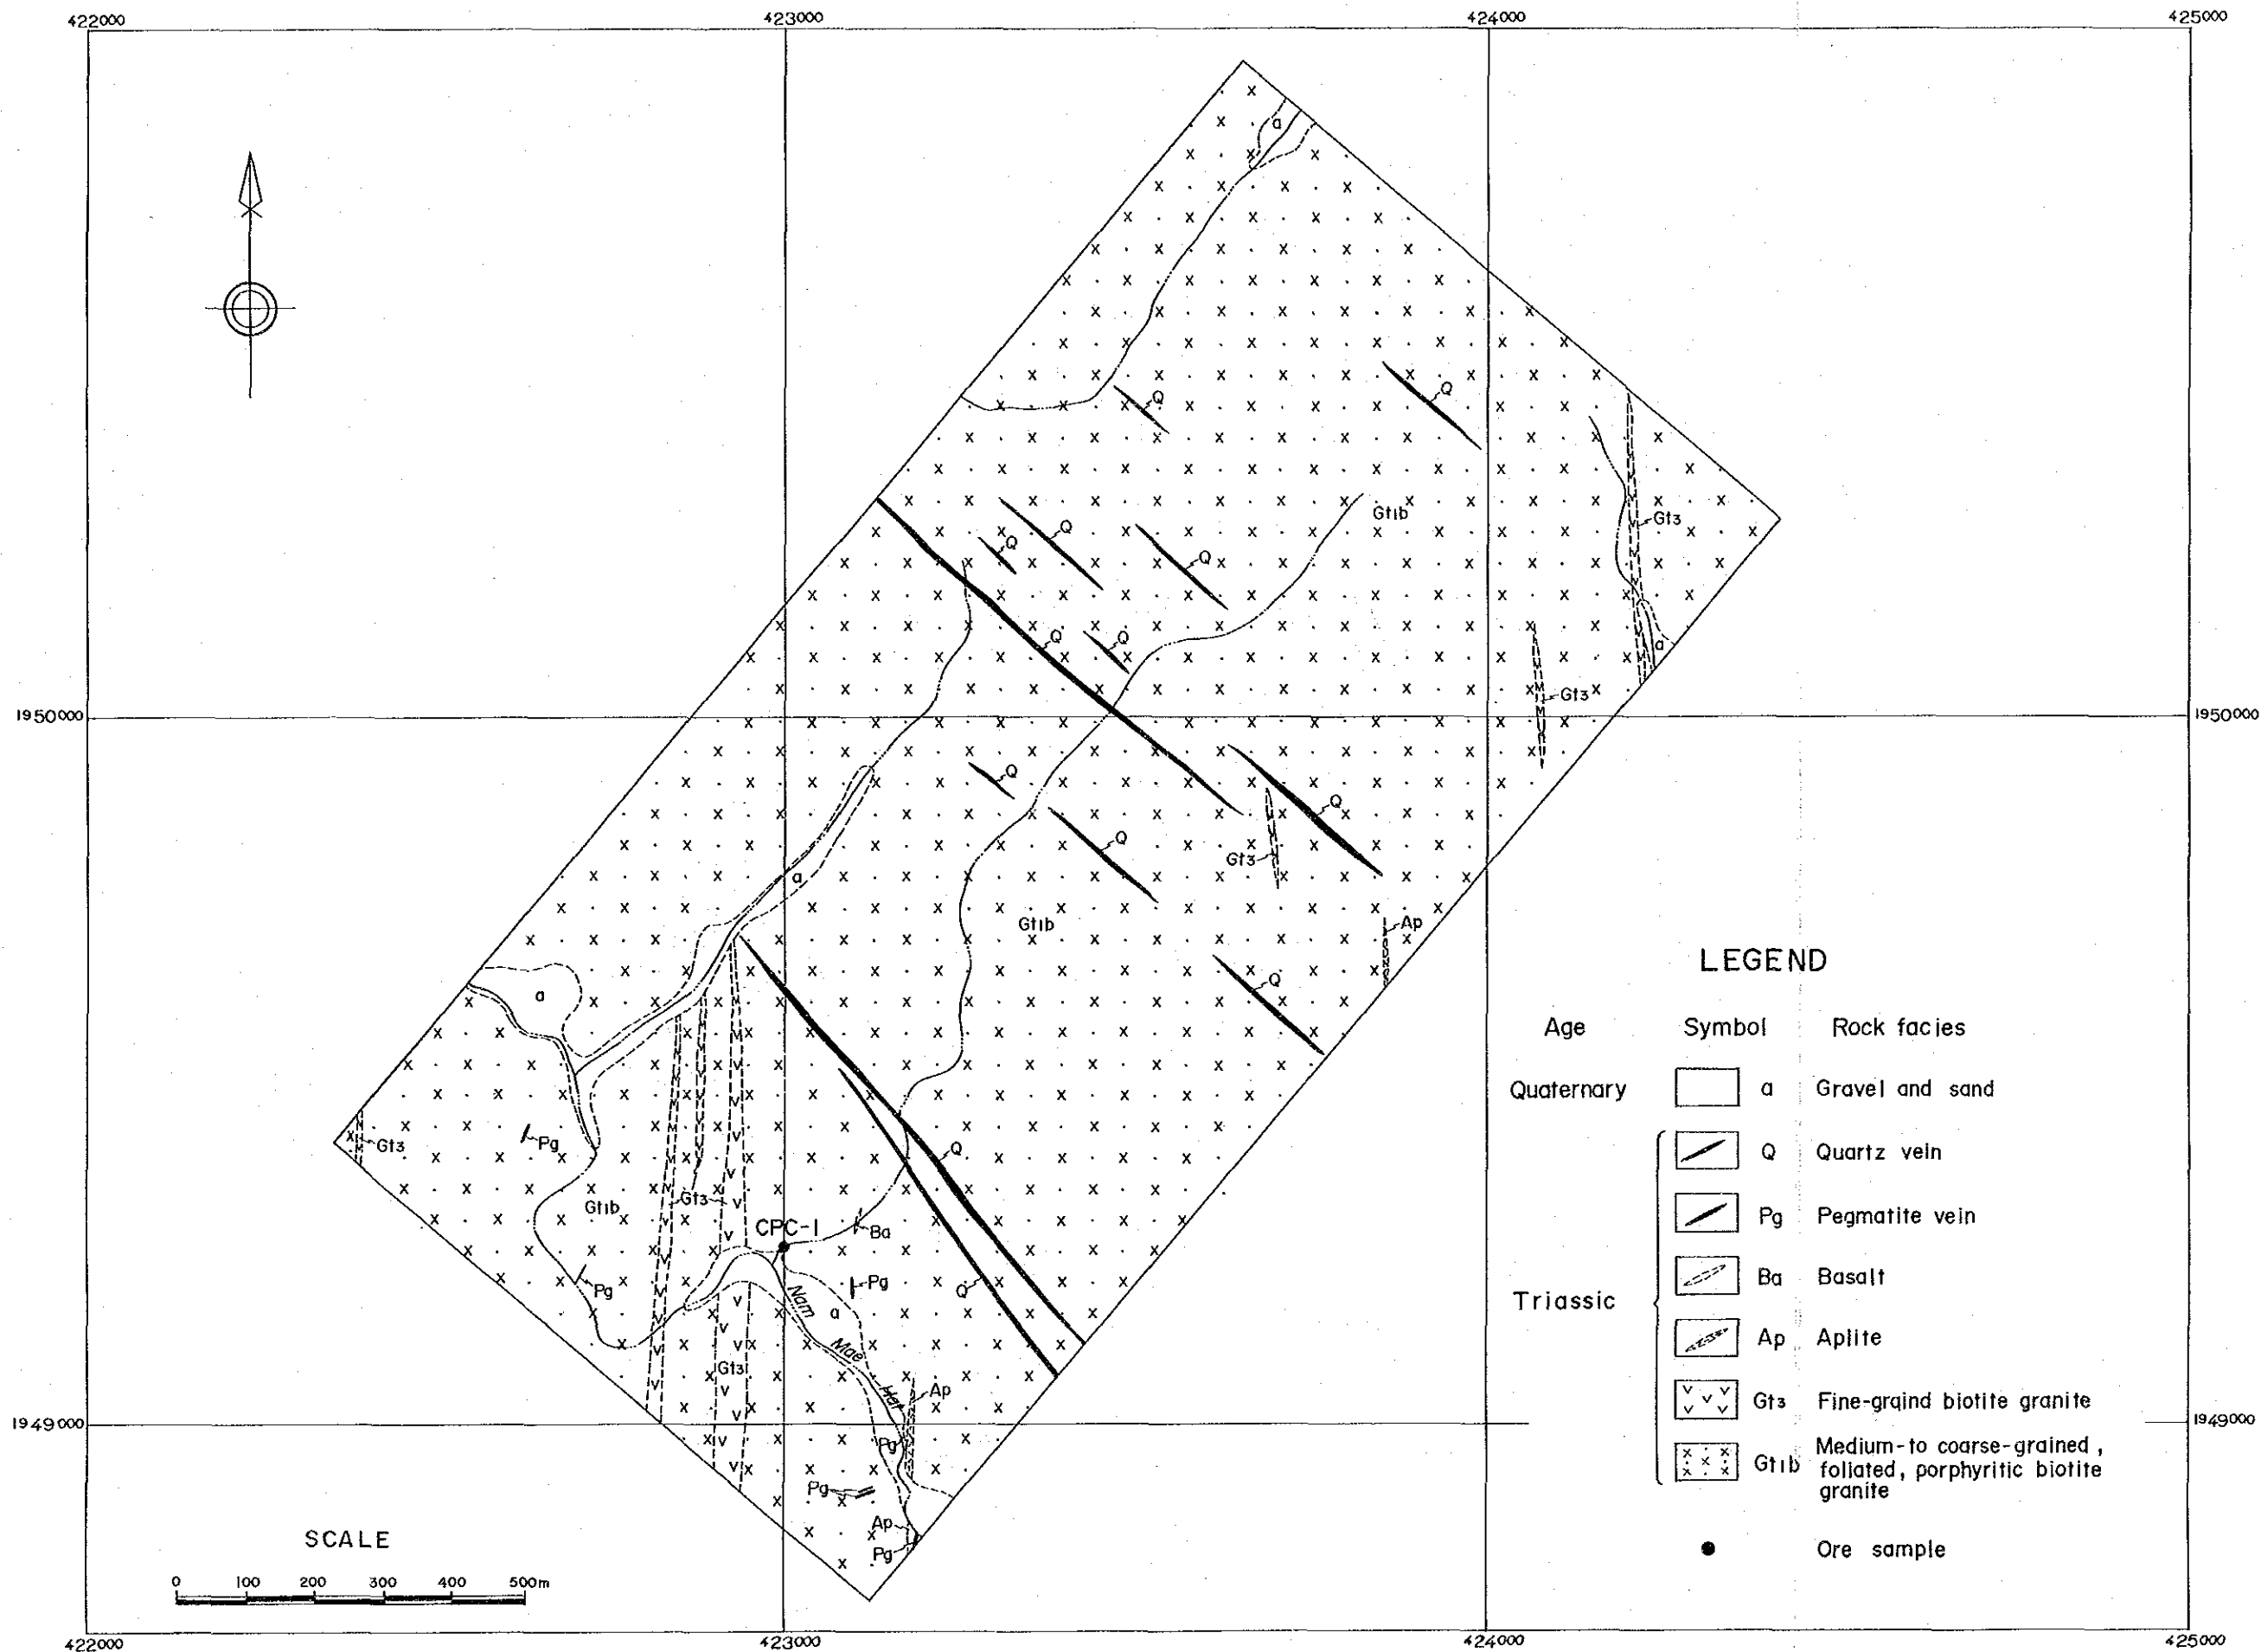 422000 423000 424000 425000
a
Q
Q
Gt1b
Gt3
Q
Q
Q
Q
Q
a
Gt3
1950000 1950000
Q
Q
Q
Gt3
a
Gt1b
Ap
Q
a
LEGEND
Age Symbol Rock facies
Quaternary a Gravel and sand
Q Quartz vein
Pg Pegmatite vein
Ba Basalt
Triassic
Ap Aplite
Gt3 Fine-graind biotite granite
Gt1b Medium-to coarse-grained,
foliated, porphyritic biotite
granite
Ore sample
Gt3
Pg
Q
Gt3
Gt1b
CPC-1
Ba
Pg
Pg
Q
a
Nam Mae Hat
Gt3
Ap
1949000 1949000
Pg
Pg
Ap
Pg
SCALE
0 100 200 300 400 500m
422000 423000 424000 425000